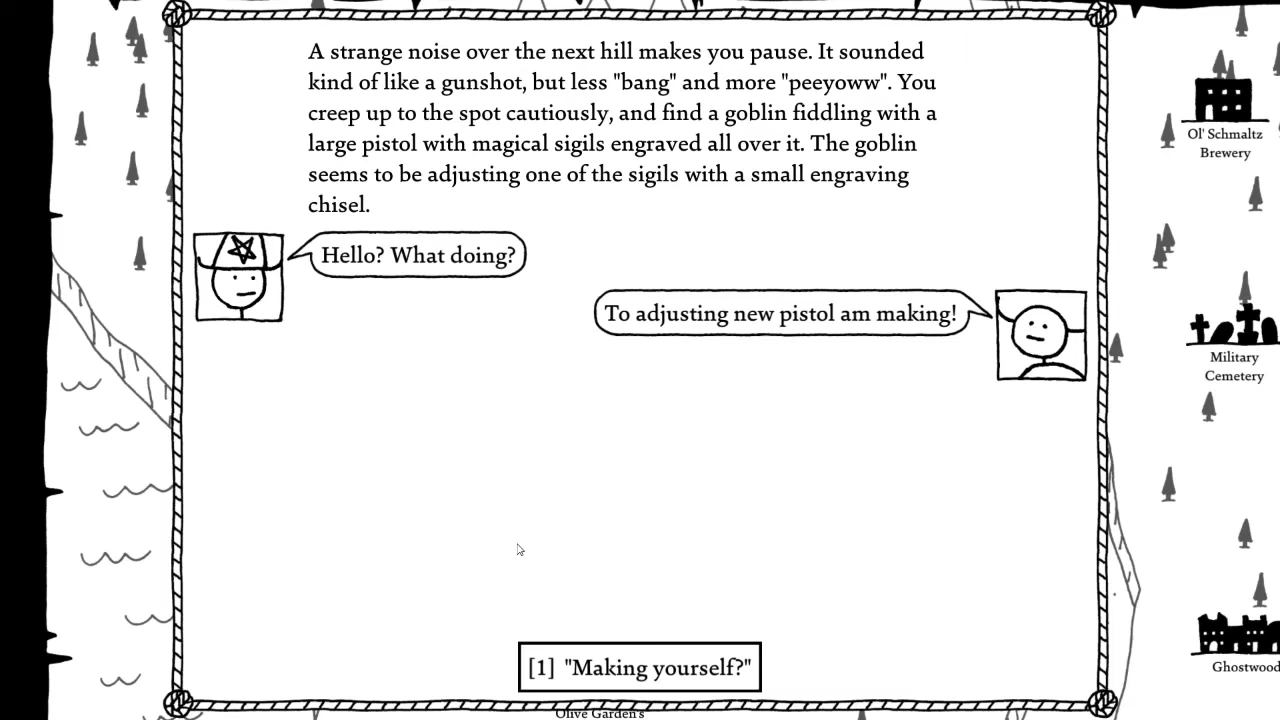 A strange noise over the next hill makes you pause. It sounded
kind of like a gunshot, but less "bang" and more "peeyoww". You
creep up to the spot cautiously, and find a goblin fiddling with a
large pistol with magical sigils engraved all over it. The goblin
seems to be adjusting one of the sigils with a small engraving
chisel.
Hello? What doing?
To adjusting new pistol am making!
[1] "Making yourself?"
Ol' Schmaltz
Brewery
Military
Cemetery
Ghostwood
Olive Garden's